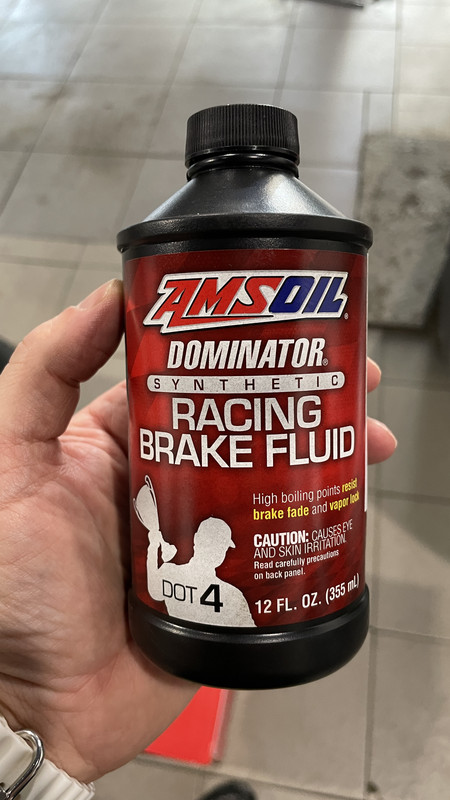 AMSOIL®
DOMINATOR®
SYNTHETIC
RACING
BRAKE FLUID
High boiling points resist
brake fade and vapor lock
CAUTION: CAUSES EYE
AND SKIN IRRITATION.
Read carefully precautions
on back panel.
DOT 4
12 FL. OZ. (355 mL)